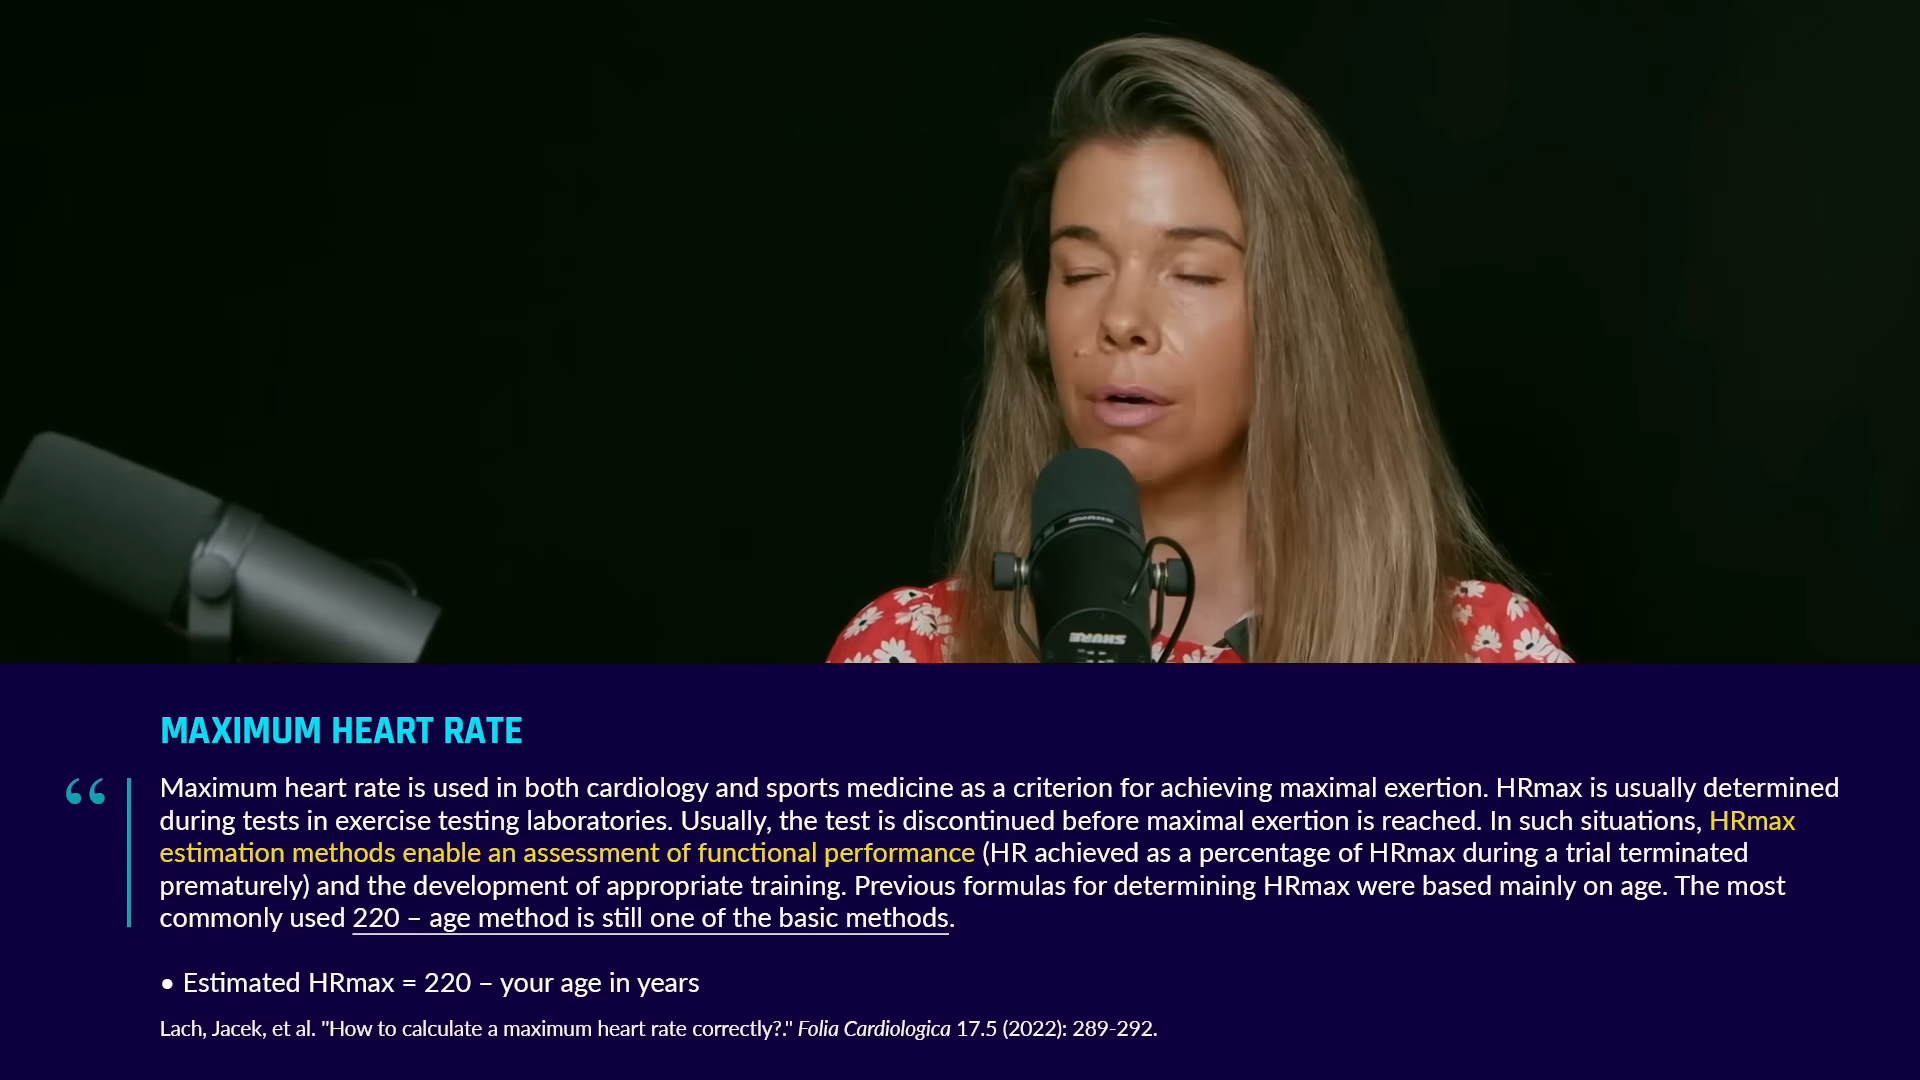 SHURE
SHURE
MAXIMUM HEART RATE
“ Maximum heart rate is used in both cardiology and sports medicine as a criterion for achieving maximal exertion. HRmax is usually determined
during tests in exercise testing laboratories. Usually, the test is discontinued before maximal exertion is reached. In such situations, HRmax
estimation methods enable an assessment of functional performance (HR achieved as a percentage of HRmax during a trial terminated
prematurely) and the development of appropriate training. Previous formulas for determining HRmax were based mainly on age. The most
commonly used 220 – age method is still one of the basic methods.
• Estimated HRmax = 220 – your age in years
Lach, Jacek, et al. "How to calculate a maximum heart rate correctly?." Folia Cardiologica 17.5 (2022): 289-292.